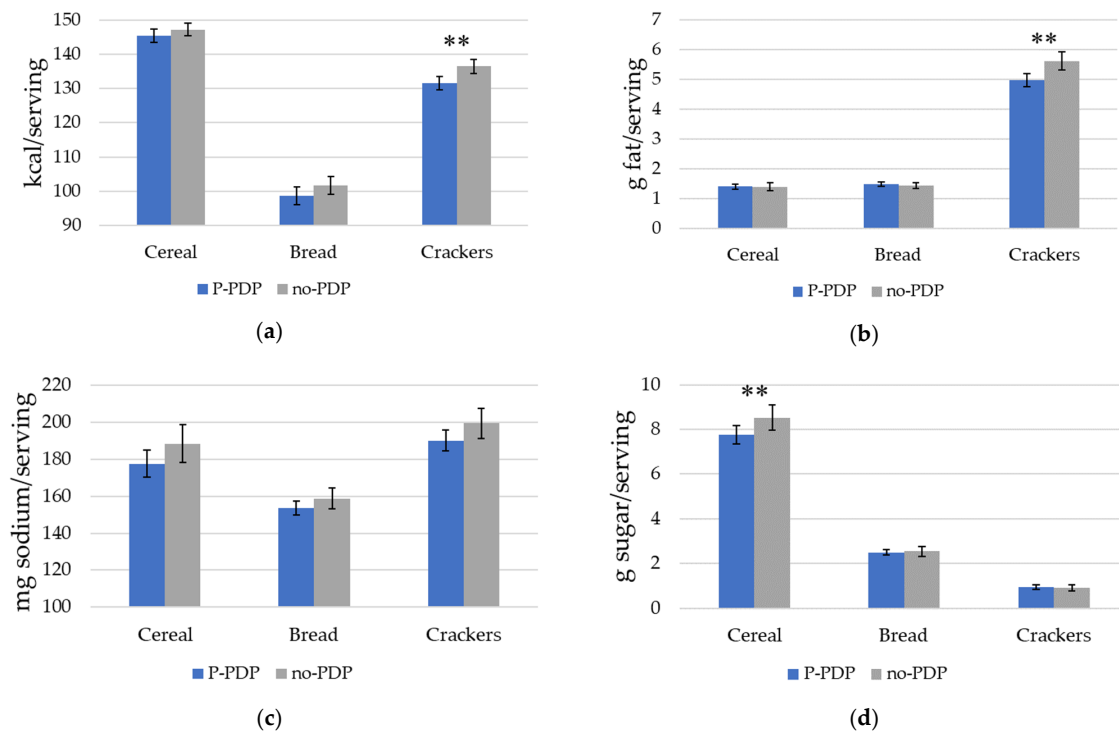 kcal/serving
150
140
130
120
110
100
90
**
Cereal Bread Crackers
P-PDP no-PDP
(a)
g fat/serving
7
6
5
4
3
2
1
0
**
Cereal Bread Crackers
P-PDP no-PDP
(b)
mg sodium/serving
220
200
180
160
140
120
100
Cereal Bread Crackers
P-PDP no-PDP
(c)
g sugar/serving
10
8
6
4
2
0
**
Cereal Bread Crackers
P-PDP no-PDP
(d)